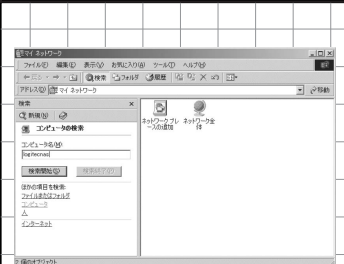 マイ ネットワーク
ファイル(F) 編集(E) 表示(V) お気に入り(A) ツール(T) ヘルプ(H)
検索 フォルダ 履歴
アドレス(D) マイ ネットワーク 移動
検索
新規(N)
コンピュータの検索
コンピュータ名(M)
logitecnas
検索開始(S)
ほかの項目を検索:
ファイルまたはフォルダ
コンピュータ
人
インターネット
ネットワーク プレースの追加
ネットワーク全体
2 個のオブジェクト